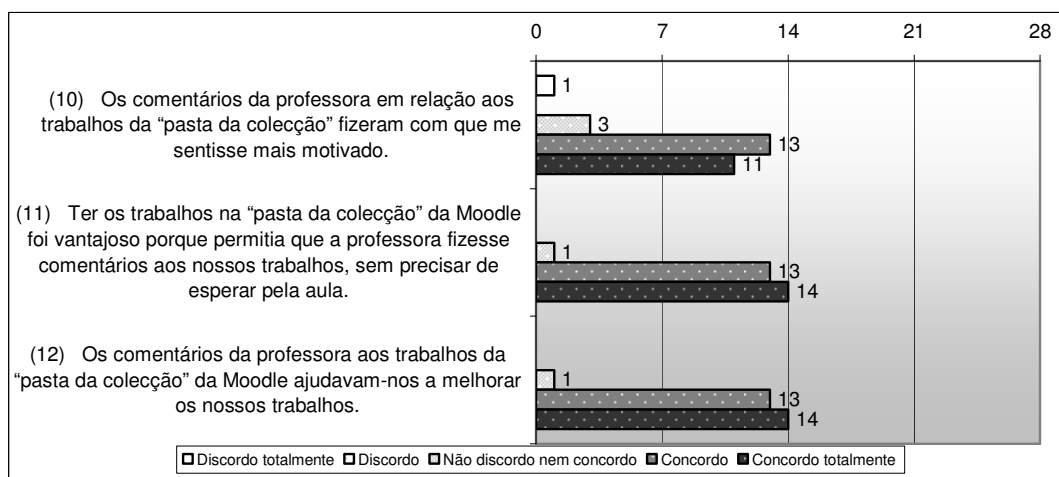 0 7 14 21 28
(10) Os comentários da professora em relação aos
trabalhos da “pasta da colecção” fizeram com que me
sentisse mais motivado.
1
3
13
11
(11) Ter os trabalhos na “pasta da colecção” da Moodle
foi vantajoso porque permitia que a professora fizesse
comentários aos nossos trabalhos, sem precisar de
esperar pela aula.
1
13
14
(12) Os comentários da professora aos trabalhos da
“pasta da colecção” da Moodle ajudavam-nos a melhorar
os nossos trabalhos.
1
13
14
Discordo totalmente Discordo Não discordo nem concordo Concordo Concordo totalmente